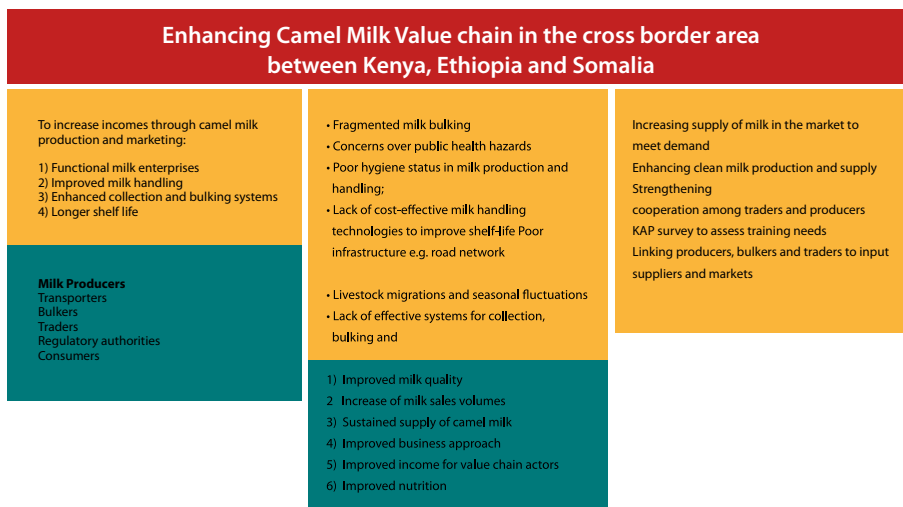 Enhancing Camel Milk Value chain in the cross border area
between Kenya, Ethiopia and Somalia
To increase incomes through camel milk
production and marketing:
1) Functional milk enterprises
2) Improved milk handling
3) Enhanced collection and bulking systems
4) Longer shelf life
Milk Producers
Transporters
Bulkers
Traders
Regulatory authorities
Consumers
• Fragmented milk bulking
• Concerns over public health hazards
• Poor hygiene status in milk production and
handling;
• Lack of cost-effective milk handling
technologies to improve shelf-life Poor
infrastructure e.g. road network
• Livestock migrations and seasonal fluctuations
• Lack of effective systems for collection,
bulking and
1) Improved milk quality
2 Increase of milk sales volumes
3) Sustained supply of camel milk
4) Improved business approach
5) Improved income for value chain actors
6) Improved nutrition
Increasing supply of milk in the market to
meet demand
Enhancing clean milk production and supply
Strengthening
cooperation among traders and producers
KAP survey to assess training needs
Linking producers, bulkers and traders to input
suppliers and markets